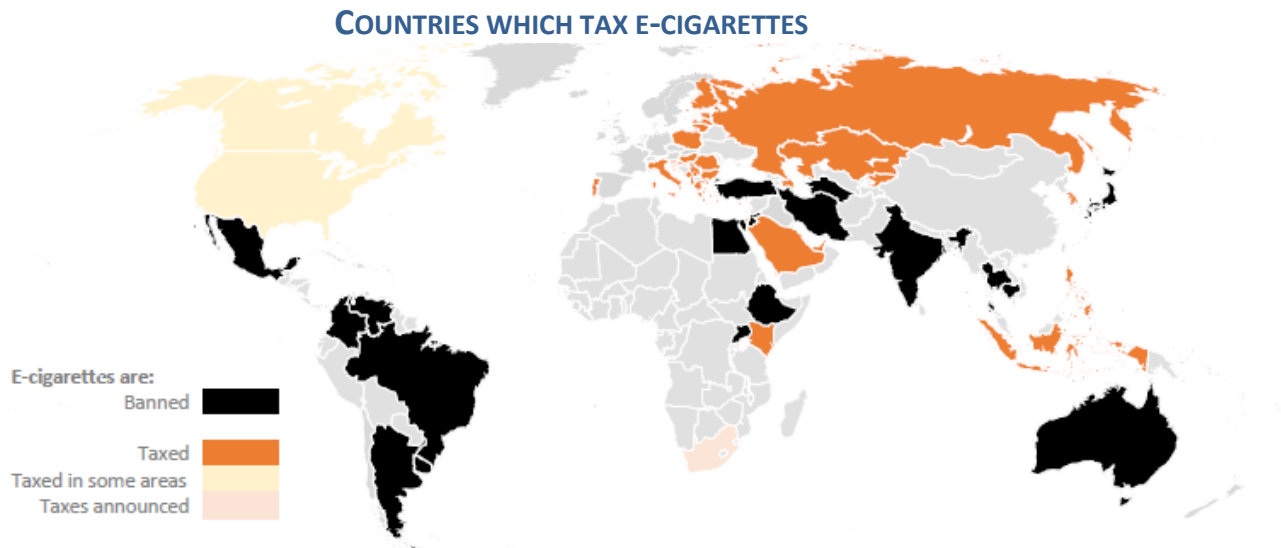 COUNTRIES WHICH TAX E-CIGARETTES
E-cigarettes are:
Banned
Taxed
Taxed in some areas
Taxes announced